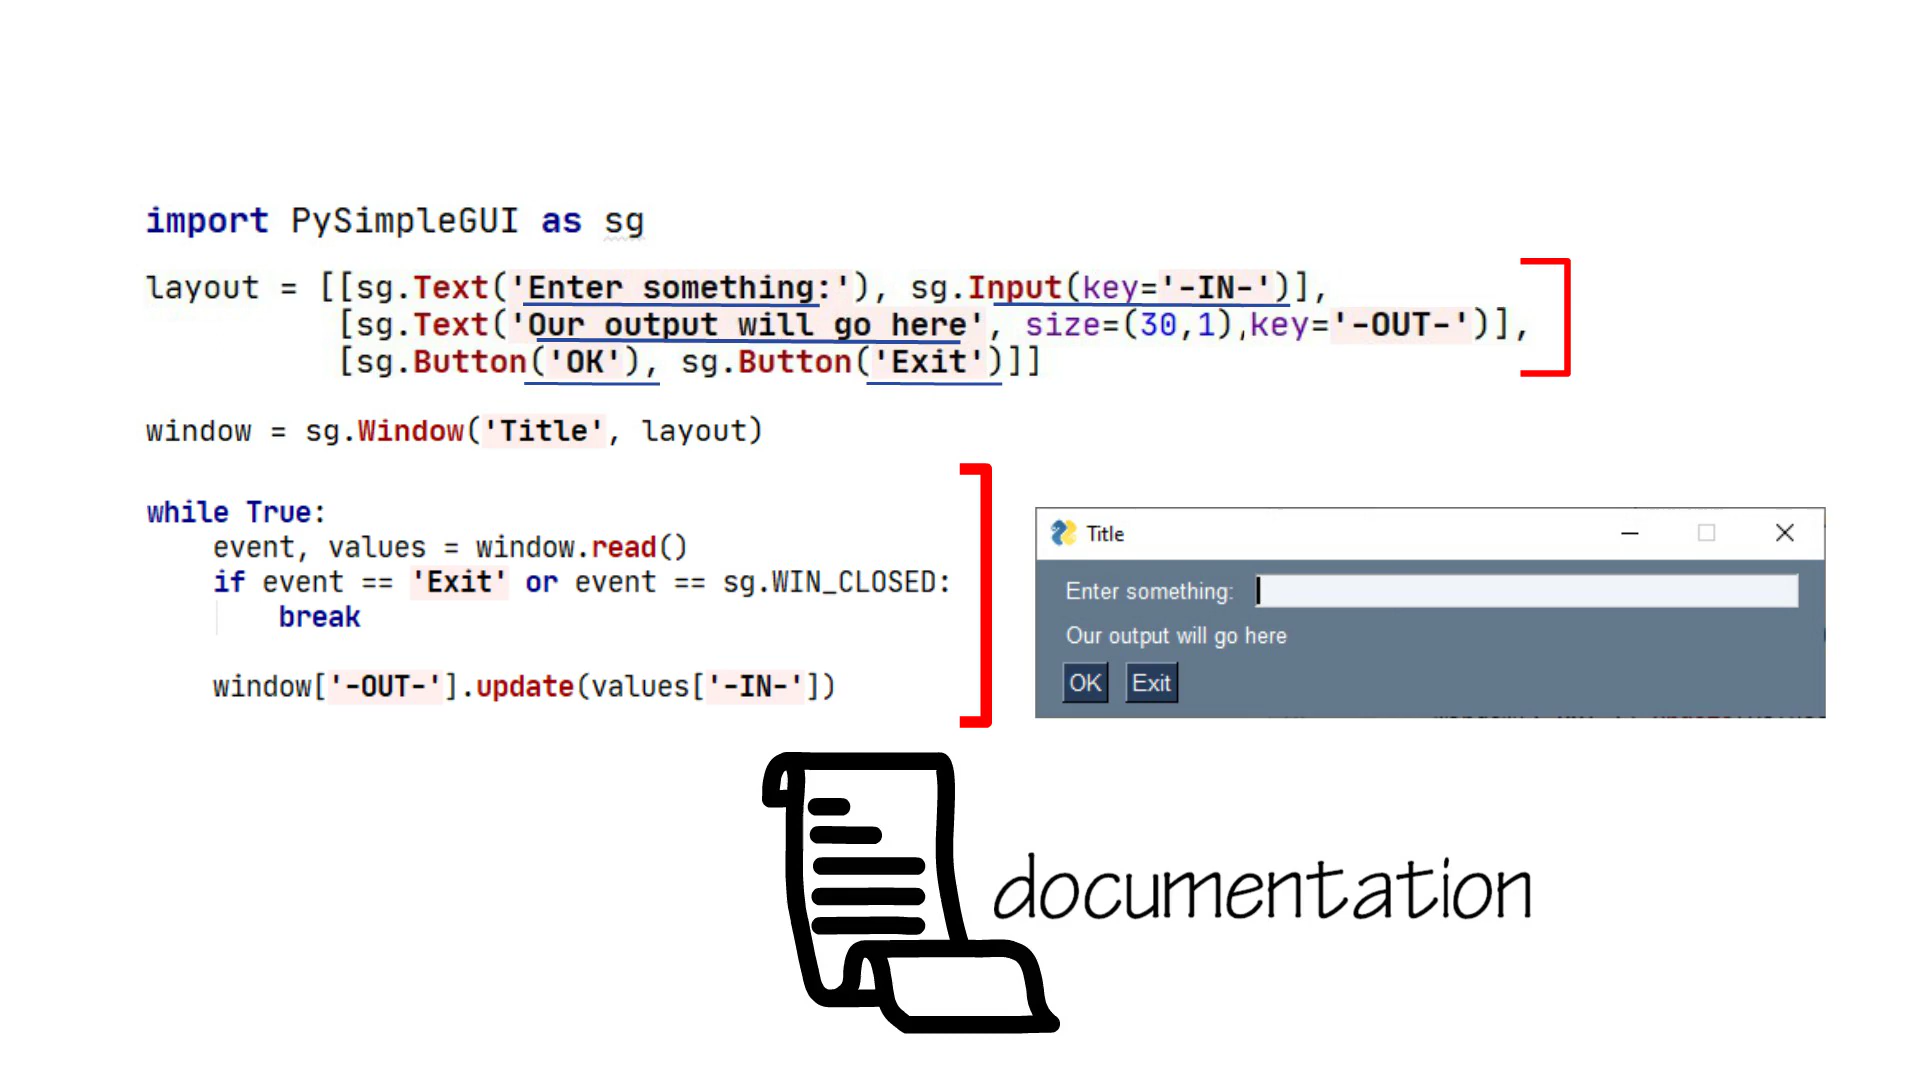 import PySimpleGUI as sg
layout = [[sg.Text('Enter something:'), sg.Input(key='-IN-')],
[sg.Text('Our output will go here', size=(30,1),key='-OUT-')],
[sg.Button('OK'), sg.Button('Exit')]]
window = sg.Window('Title', layout)
while True:
event, values = window.read()
if event == 'Exit' or event == sg.WIN_CLOSED:
break
window['-OUT-'].update(values['-IN-'])
Title
Enter something:
Our output will go here
OK Exit
documentation